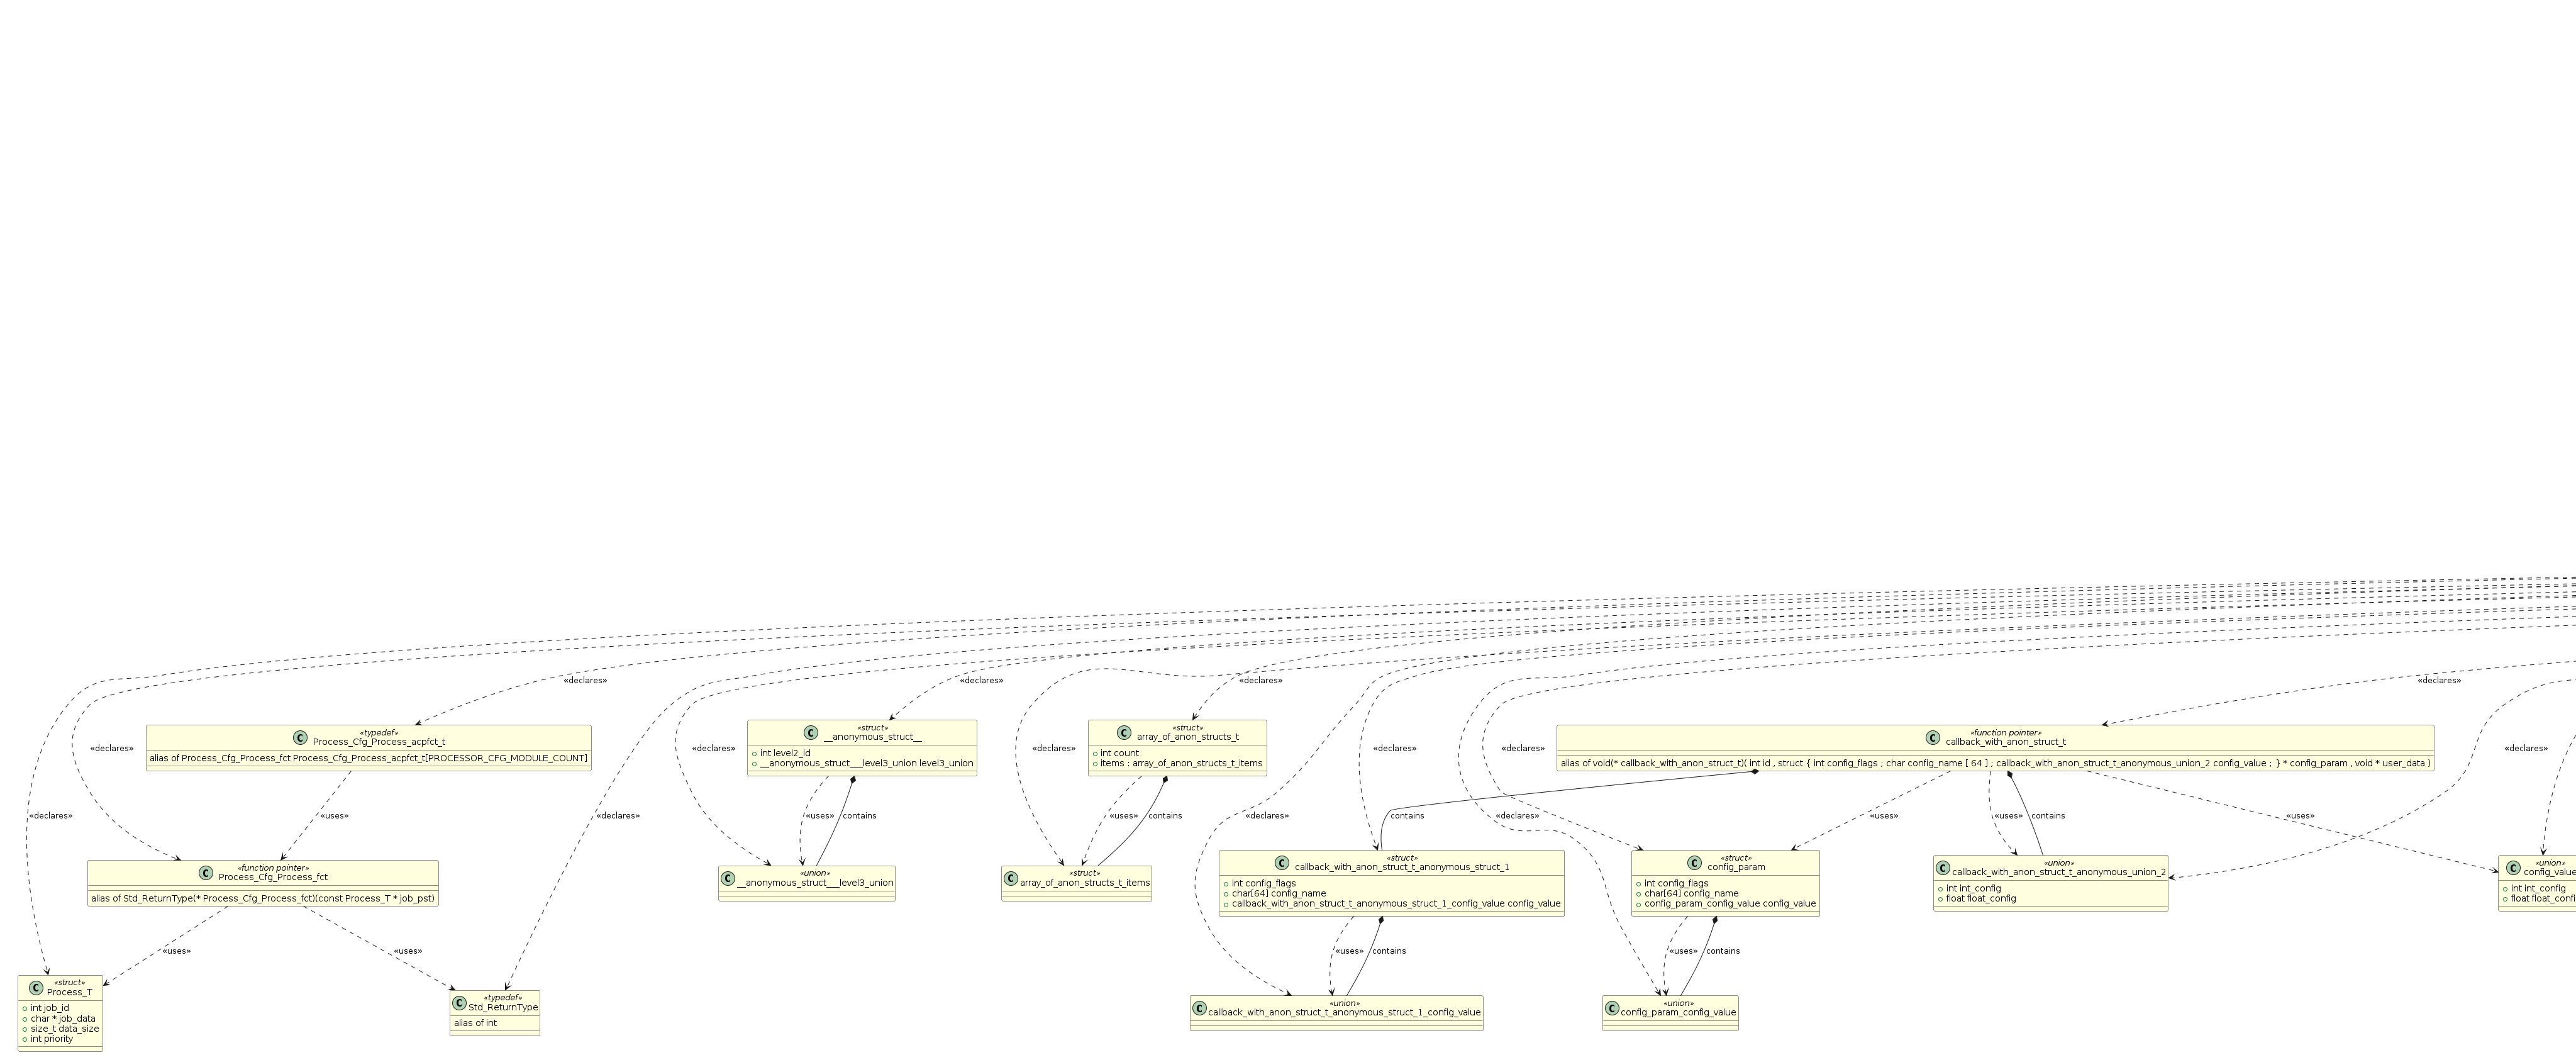 «declares»
«declares»
«declares»
«declares»
C «typedef»
Process_Cfg_Process_acpfct_t
alias of Process_Cfg_Process_fct Process_Cfg_Process_acpfct_t[PROCESSOR_CFG_MODULE_COUNT]
C «struct»
__anonymous_struct__
int level2_id
__anonymous_struct___level3_union level3_union
C «struct»
array_of_anon_structs_t
int count
items : array_of_anon_structs_t_items
C «function pointer»
callback_with_anon_struct_t
alias of void(* callback_with_anon_struct_t)( int id , struct { int config_flags ; char config_name [ 64 ] ; callback_with_anon_struct_t_anonymous_union_2 config_value ; } * config_param , void * user_data )
«declares»
«declares»
«declares»
«declares»
«declares»
«declares»
«declares»
«uses»
«declares»
«uses»
contains
«uses»
contains
«declares»
contains
«declares»
«uses»
«uses»
contains
«uses»
C «function pointer»
Process_Cfg_Process_fct
alias of Std_ReturnType(* Process_Cfg_Process_fct)(const Process_T * job_pst)
C «union»
__anonymous_struct___level3_union
C «struct»
array_of_anon_structs_t_items
C «struct»
callback_with_anon_struct_t_anonymous_struct_1
int config_flags
char[64] config_name
callback_with_anon_struct_t_anonymous_struct_1_config_value config_value
C «struct»
config_param
int config_flags
char[64] config_name
config_param_config_value config_value
C «union»
callback_with_anon_struct_t_anonymous_union_2
int int_config
float float_config
C «union»
config_value
int int_config
«uses»
«uses»
«uses»
contains
«uses»
contains
C «struct»
Process_T
int job_id
char * job_data
size_t data_size
int priority
C «typedef»
Std_ReturnType
alias of int
C «union»
callback_with_anon_struct_t_anonymous_struct_1_config_value
C «union»
config_param_config_value